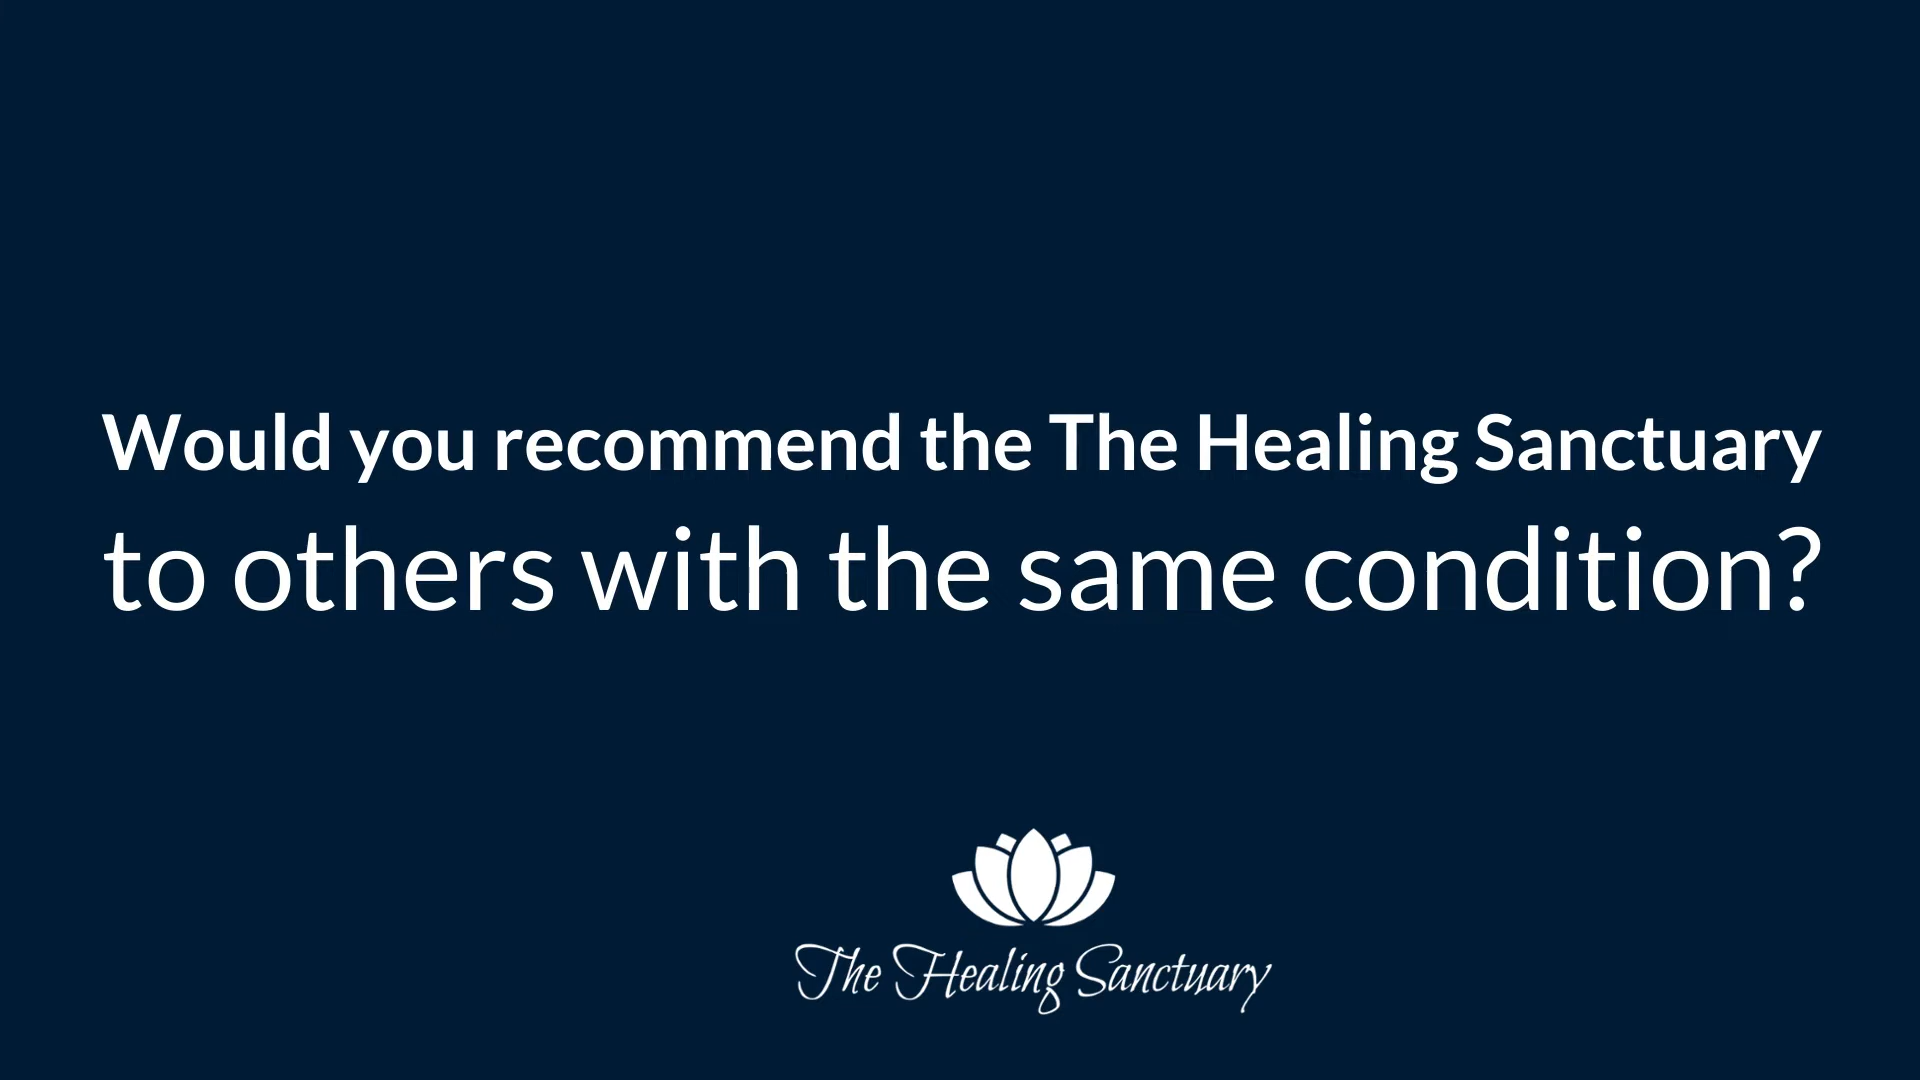 Would you recommend the The Healing Sanctuary
to others with the same condition?
The Healing Sanctuary